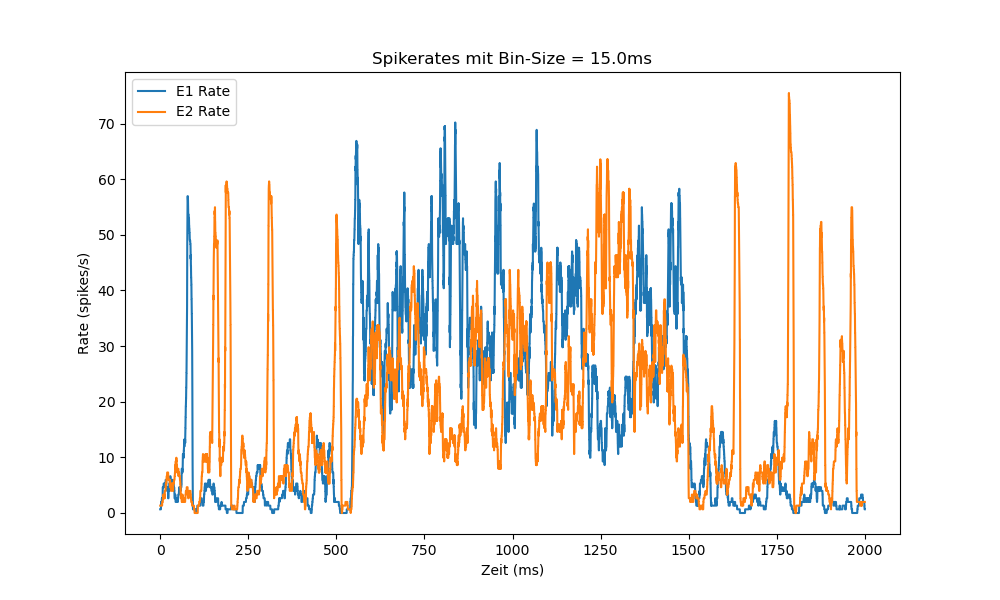 Spikerates mit Bin-Size = 15.0ms
E1 Rate
E2 Rate
Rate (spikes/s)
70
60
50
40
30
20
10
0
0 250 500 750 1000 1250 1500 1750 2000
Zeit (ms)